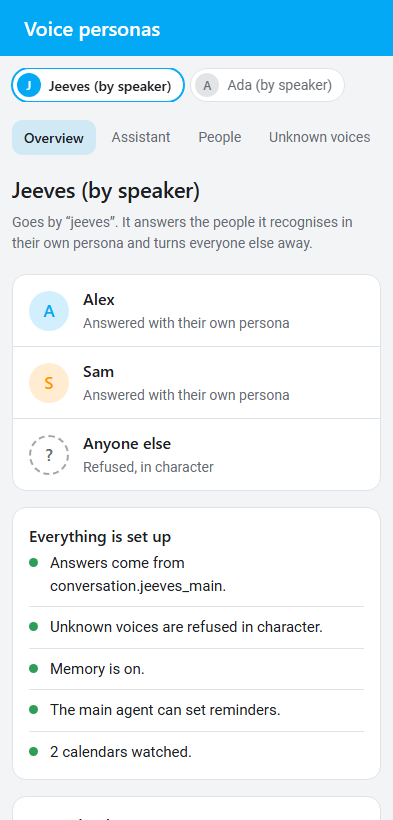 Voice personas
J Jeeves (by speaker) A Ada (by speaker)
Overview Assistant People Unknown voices
Jeeves (by speaker)
Goes by “jeeves”. It answers the people it recognises in
their own persona and turns everyone else away.
A Alex
Answered with their own persona
S Sam
Answered with their own persona
? Anyone else
Refused, in character
Everything is set up
Answers come from
conversation.jeeves_main.
Unknown voices are refused in character.
Memory is on.
The main agent can set reminders.
2 calendars watched.